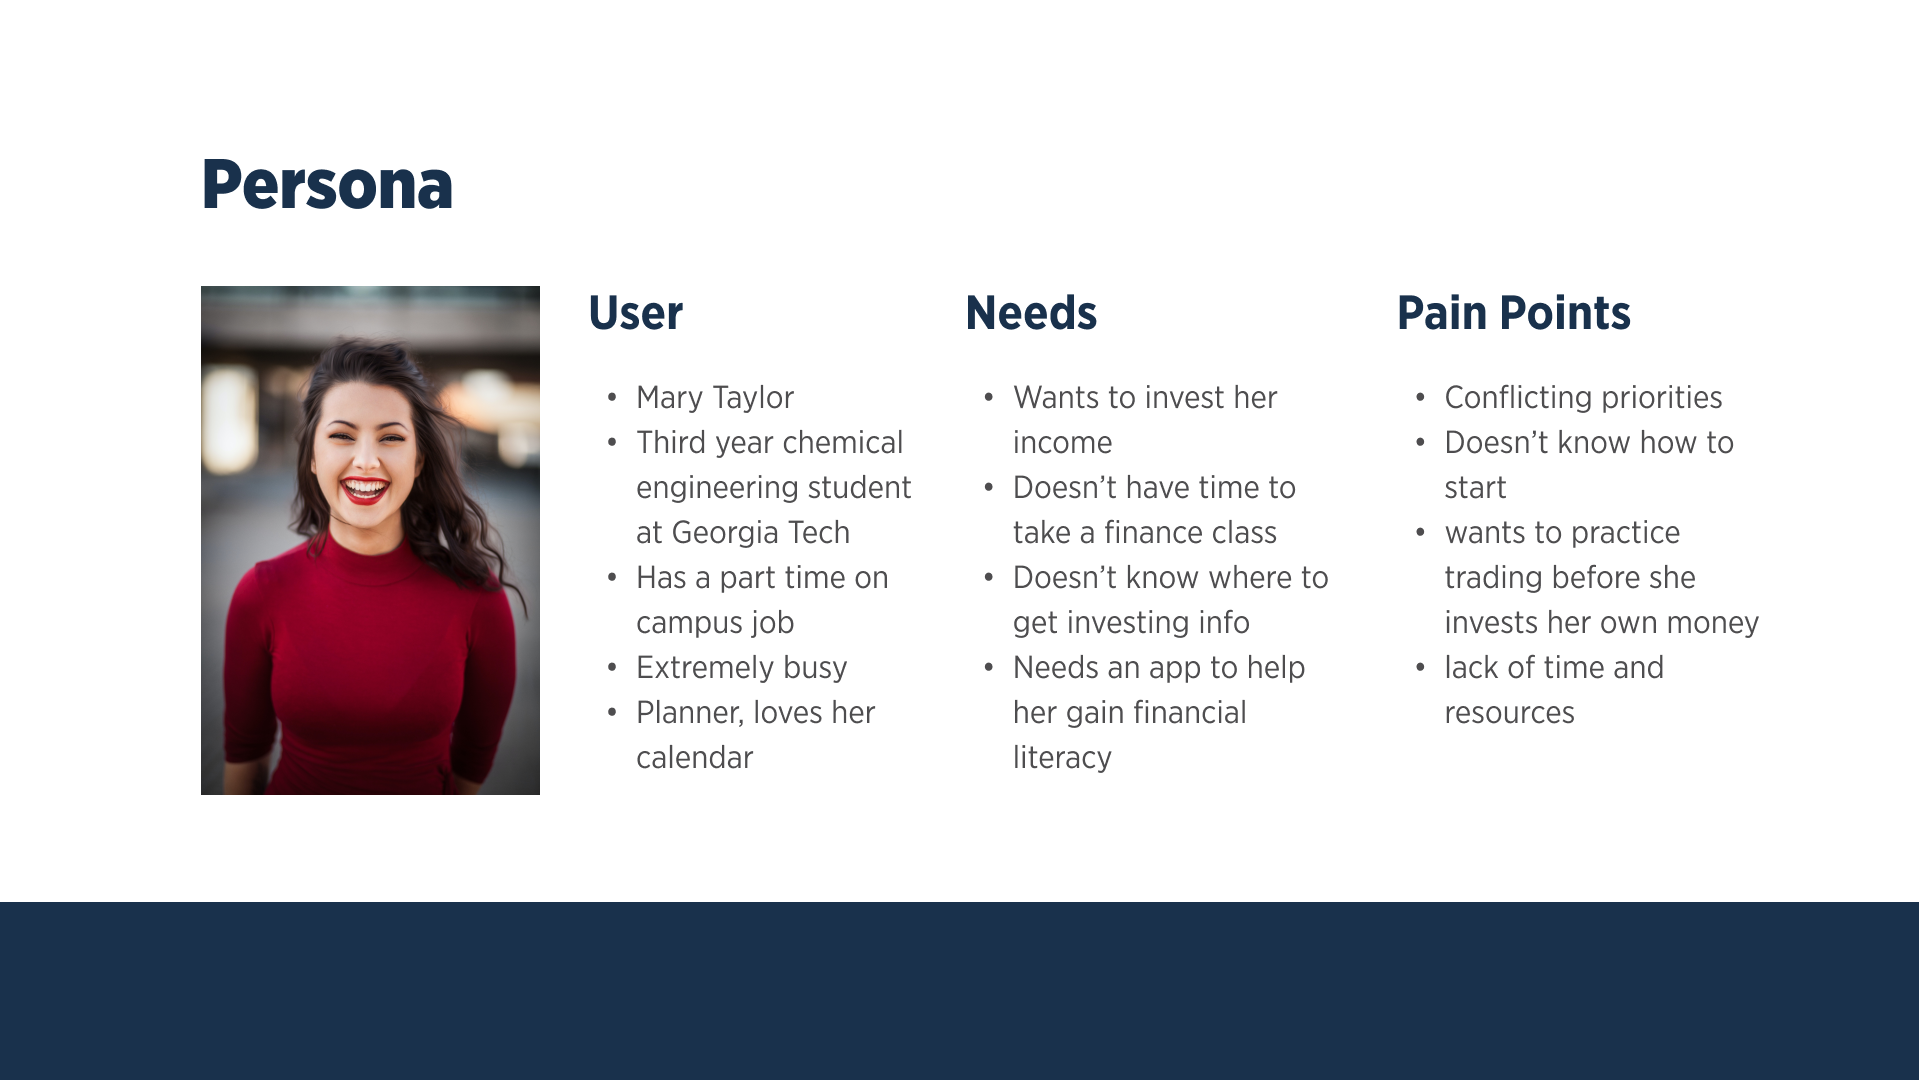 Persona
User
• Mary Taylor
• Third year chemical
engineering student
at Georgia Tech
• Has a part time on
campus job
• Extremely busy
• Planner, loves her
calendar
Needs
• Wants to invest her
income
• Doesn’t have time to
take a finance class
• Doesn’t know where to
get investing info
• Needs an app to help
her gain financial
literacy
Pain Points
• Conflicting priorities
• Doesn’t know how to
start
• wants to practice
trading before she
invests her own money
• lack of time and
resources